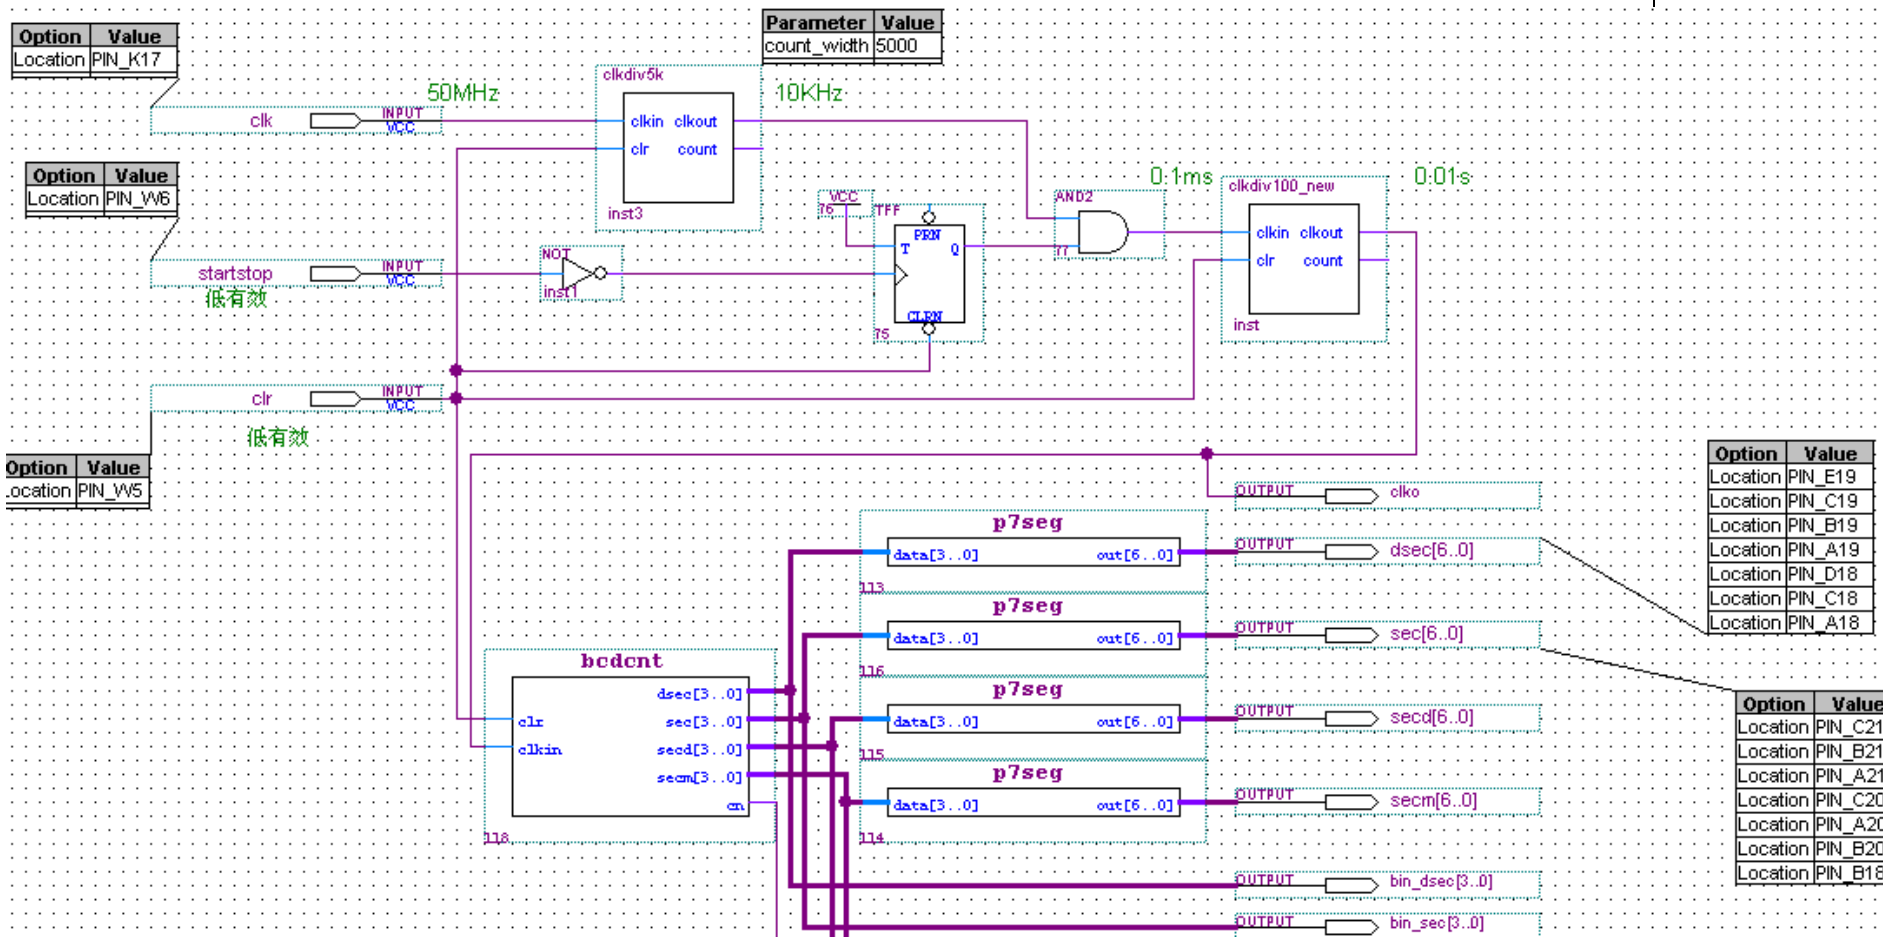 Parameter Value
count_width 5000
Option Value
Location PIN_K17
clkdiv5k
50MHz
10KHz
clk
INPUT
VCC
clkin clkout
clr count
inst3
Option Value
Location PIN_W6
startstop
INPUT
VCC
低有效
NOT
inst1
VCC
76
TFF
PRN
T Q
CLRN
75
AND2
77
0.1ms
clkdiv100_new
0.01s
clkin clkout
clr count
inst
clr
INPUT
VCC
低有效
Option Value
Location PIN_W5
OUTPUT
clko
p7seg
data[3..0] out[6..0]
113
OUTPUT
dsec[6..0]
p7seg
data[3..0] out[6..0]
116
OUTPUT
sec[6..0]
p7seg
data[3..0] out[6..0]
115
OUTPUT
secd[6..0]
p7seg
data[3..0] out[6..0]
114
OUTPUT
secm[6..0]
bcdcnt
dsec[3..0]
clr sec[3..0]
clkin secd[3..0]
secm[3..0]
cn
118
OUTPUT
bin_dsec[3..0]
OUTPUT
bin_sec[3..0]
Option Value
Location PIN_E19
Location PIN_C19
Location PIN_B19
Location PIN_A19
Location PIN_D18
Location PIN_C18
Location PIN_A18
Option Value
Location PIN_C21
Location PIN_B21
Location PIN_A21
Location PIN_C20
Location PIN_A20
Location PIN_B20
Location PIN_B18